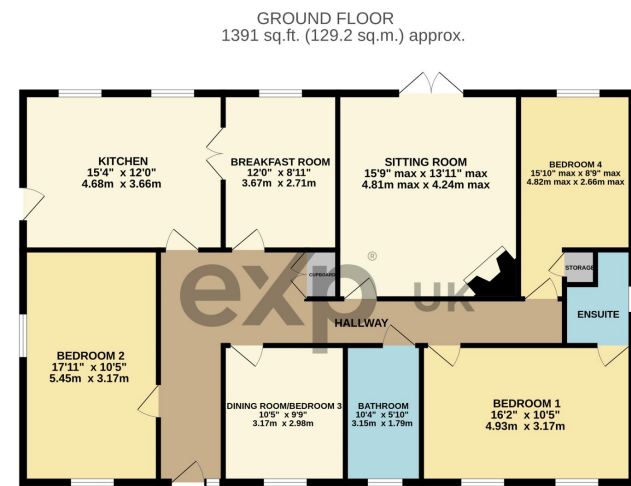 GROUND FLOOR
1391 sq.ft. (129.2 sq.m.) approx.
KITCHEN
15'4" x 12'0"
4.68m x 3.66m
BREAKFAST ROOM
12'0" x 8'11"
3.67m x 2.71m
SITTING ROOM
15'9" max x 13'11" max
4.81m max x 4.24m max
BEDROOM 4
15'10" max x 8'9" max
4.82m max x 2.66m max
CUPBOARD
STORAGE
eXp® UK
ENSUITE
HALLWAY
BEDROOM 2
17'11" x 10'5"
5.45m x 3.17m
DINING ROOM/BEDROOM 3
10'5" x 9'9"
3.17m x 2.98m
BATHROOM
10'4" x 5'10"
3.15m x 1.79m
BEDROOM 1
16'2" x 10'5"
4.93m x 3.17m